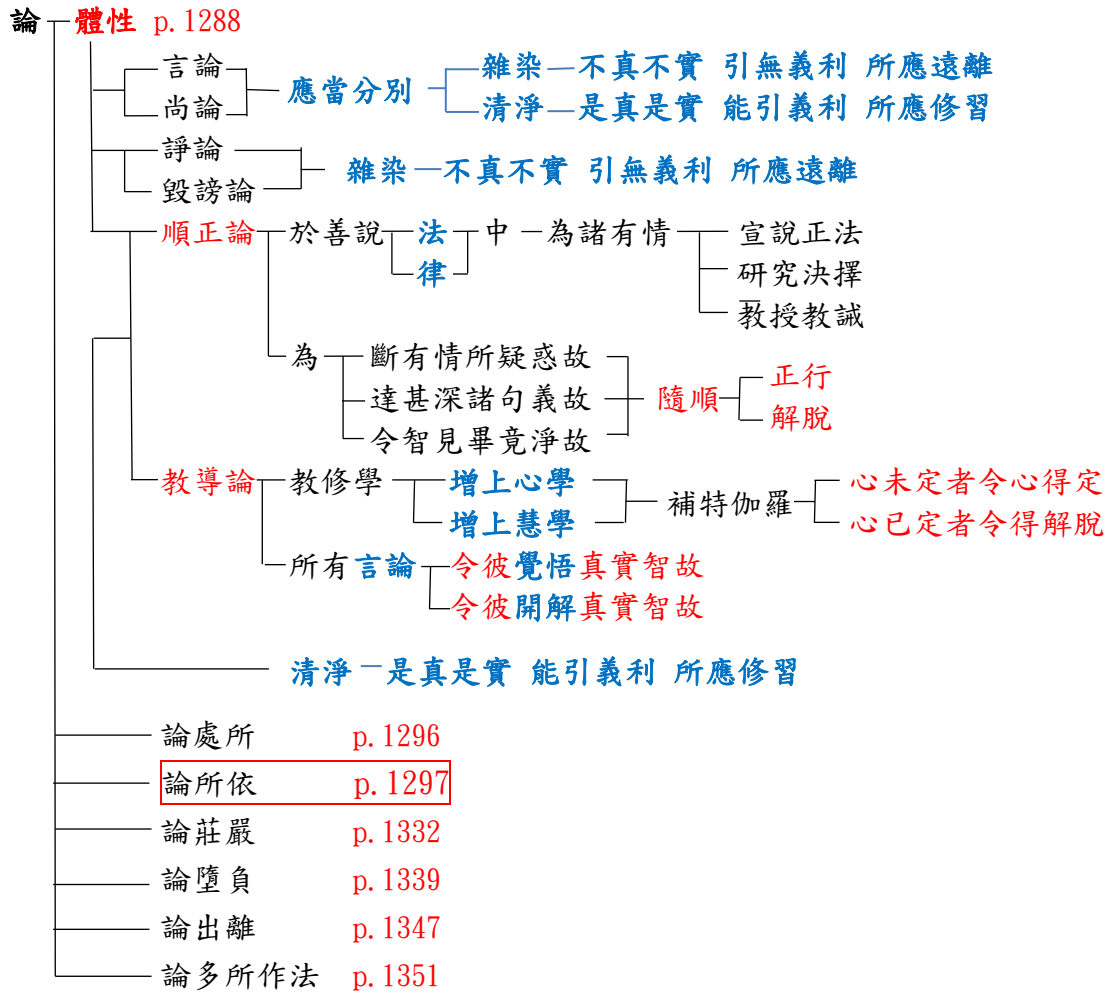 論 體性 p.1288
言論
尚論
應當分別
雜染 不真不實 引無義利 所應遠離
清淨 是真是實 能引義利 所應修習
諍論
毀謗論
雜染 不真不實 引無義利 所應遠離
順正論 於善說 法 中 為諸有情 宣說正法
律 研究決擇
教授教誡
為 斷有情所疑惑故
達甚深諸句義故
令智見畢竟淨故
隨順 正行
解脫
教導論 教修學 增上心學
增上慧學
補特伽羅 心未定者令心得定
心已定者令得解脫
所有言論 令彼覺悟真實智故
令彼開解真實智故
清淨 是真是實 能引義利 所應修習
論處所 p.1296
論所依 p.1297
論莊嚴 p.1332
論墮負 p.1339
論出離 p.1347
論多所作法 p.1351